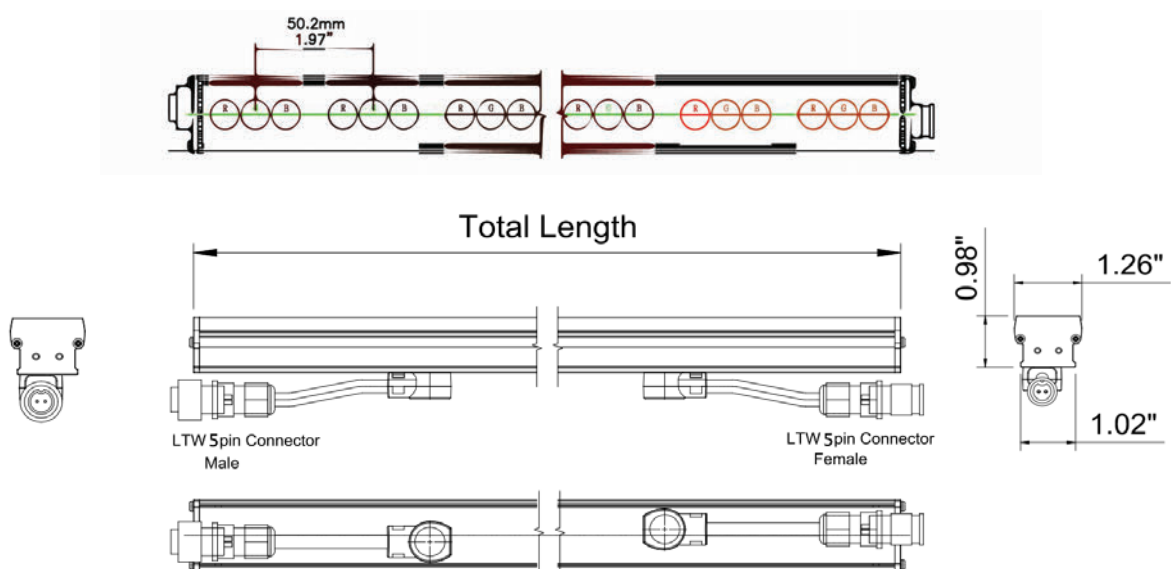 50.2mm
1.97"
R B R B R G B R G B R G B R G B
Total Length
0.98"
1.26"
1.02"
LTW 5pin Connector
Male
LTW 5pin Connector
Female